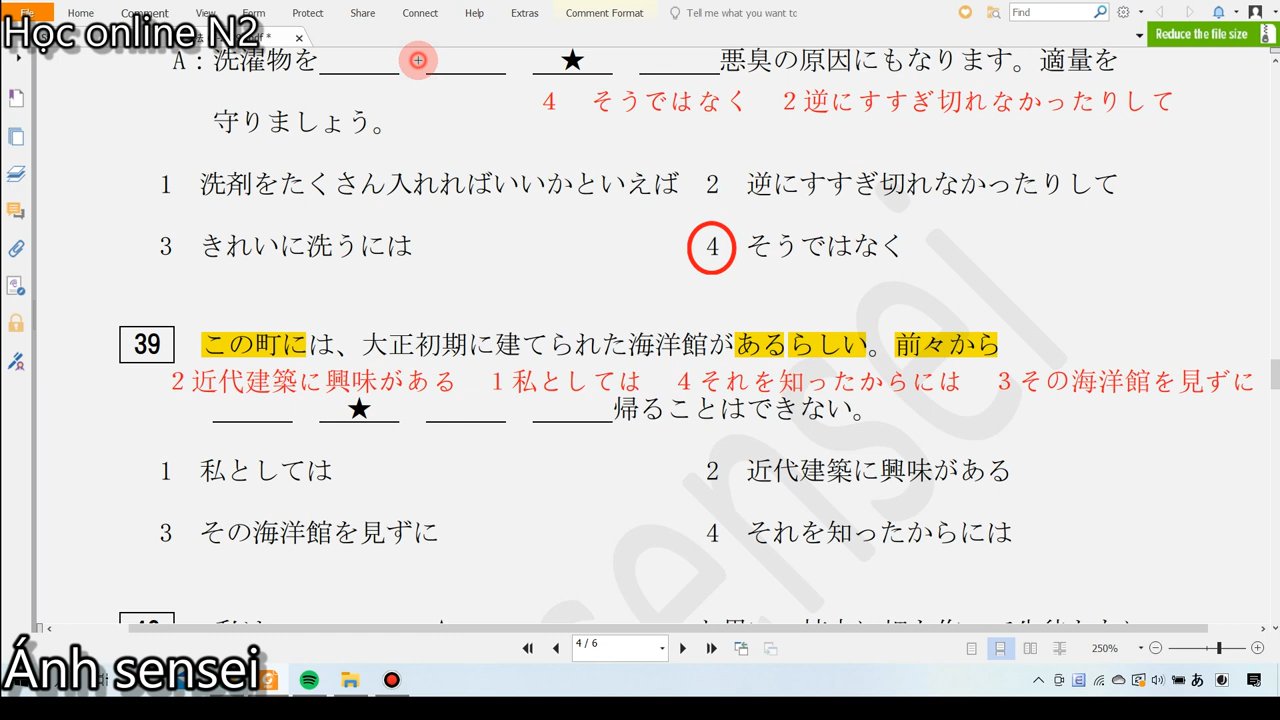 File Home Comment View Form Protect Share Connect Help Extras Comment Format Tell me what you want to Find
Reduce the file size
Học online N2
A：洗濯物を ★ 悪臭の原因にもなります。適量を
4 そうではなく 2逆にすすぎ切れなかったりして
守りましょう。
1 洗剤をたくさん入れればいいかといえば 2 逆にすすぎ切れなかったりして
3 きれいに洗うには 4 そうではなく
39 この町には、大正初期に建てられた海洋館があるらしい。前々から
2近代建築に興味がある 1私としては 4それを知ったからには 3その海洋館を見ずに
★ 帰ることはできない。
1 私としては 2 近代建築に興味がある
3 その海洋館を見ずに 4 それを知ったからには
sensei
4 / 6
250%
Ánh sensei